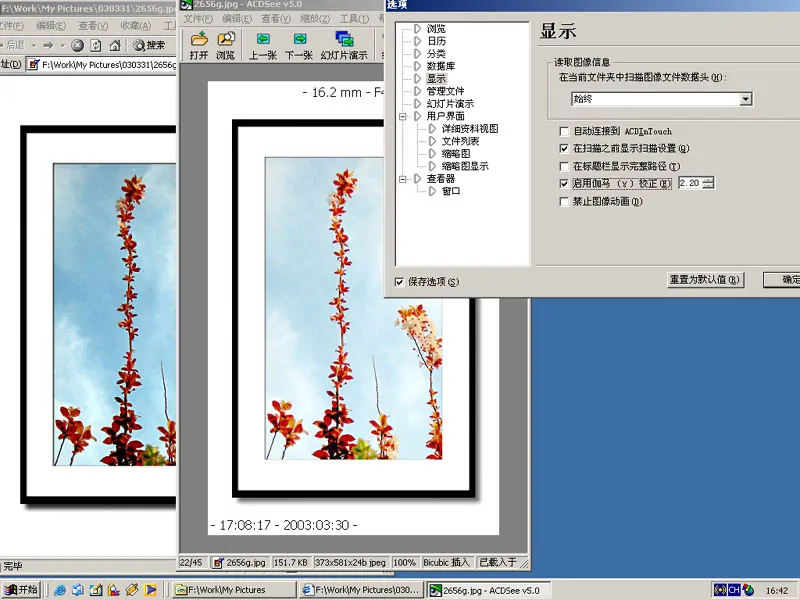 F:\Work\My Pictures\030331\2656g
文件(F) 编辑(E) 查看(V) 收藏(A) 工
后退
搜索
址(D) F:\Work\My Pictures\030331\2656g
完毕
2656g.jpg - ACDSee v5.0
文件(F) 编辑(E) 查看(V) 缩放(Z) 工具(T)
打开 浏览 上一张 下一张 幻灯片演示
- 16.2 mm - F4
- 17:08:17 - 2003:03:30 -
22/45 2656g.jpg 151.7 KB 373x581x24b jpeg 100% Bicubic 插入 已载入于
选项
浏览
日历
分类
数据库
显示
管理文件
幻灯片演示
用户界面
详细资料视图
文件列表
缩略图
缩略图显示
查看器
窗口
显示
读取图像信息
在当前文件夹中扫描图像文件数据头(H):
始终
自动连接到 ACDInTouch
在扫描之前显示扫描设置(Q)
在标题栏显示完整路径(T)
启用伽马 (γ) 校正(E) 2.20
禁止图像动画(D)
保存选项(S)
重置为默认值(R)
确定
开始
F:\Work\My Pictures
F:\Work\My Pictures\030...
2656g.jpg - ACDSee v5.0
CH
16:42